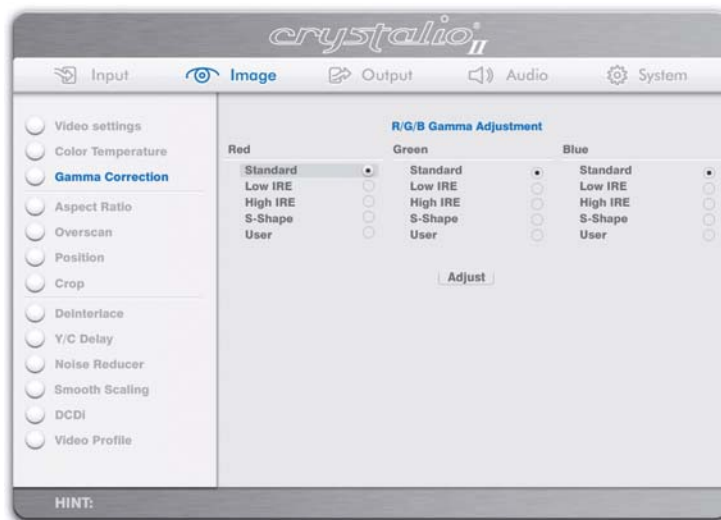 crystalio II
Input Image Output Audio System
Video settings
Color Temperature
Gamma Correction
Aspect Ratio
Overscan
Position
Crop
DeInterlace
Y/C Delay
Noise Reducer
Smooth Scaling
DCDi
Video Profile
R/G/B Gamma Adjustment
Red Green Blue
Standard Standard Standard
Low IRE Low IRE Low IRE
High IRE High IRE High IRE
S-Shape S-Shape S-Shape
User User User
Adjust
HINT: